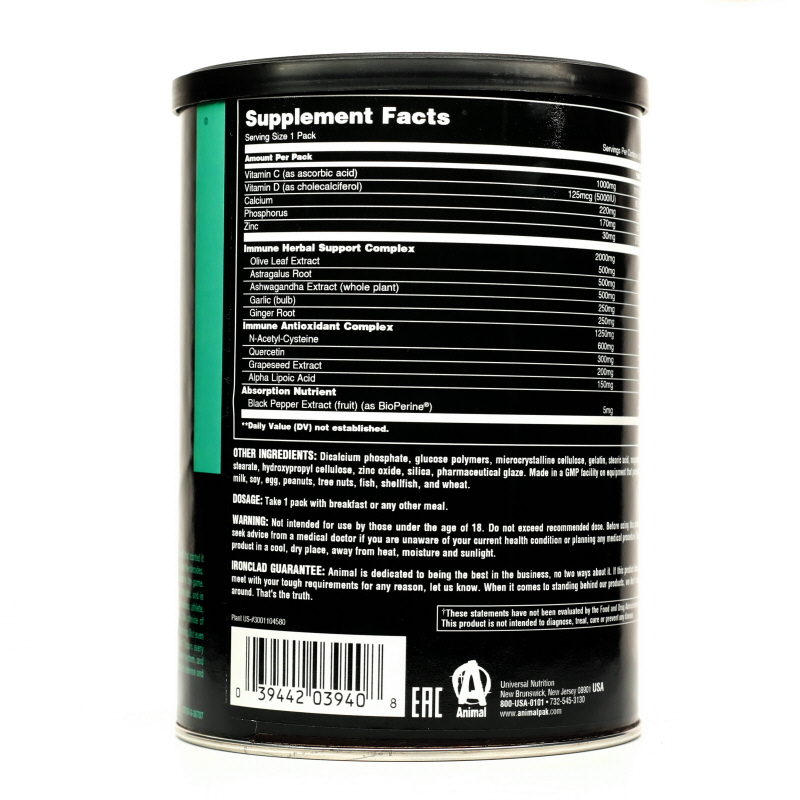 Supplement Facts
Serving Size 1 Pack
Servings Per
Amount Per Pack
Vitamin C (as ascorbic acid) 1000mg
Vitamin D (as cholecalciferol) 125mcg (5000IU)
Calcium 220mg
Phosphorus 170mg
Zinc 30mg
Immune Herbal Support Complex 2000mg
Olive Leaf Extract 500mg
Astragalus Root 500mg
Ashwagandha Extract (whole plant) 500mg
Garlic (bulb) 250mg
Ginger Root 250mg
Immune Antioxidant Complex 1250mg
N-Acetyl-Cysteine 600mg
Quercetin 300mg
Grapeseed Extract 200mg
Alpha Lipoic Acid 150mg
Absorption Nutrient
Black Pepper Extract (fruit) (as BioPerine®) 5mg
**Daily Value (DV) not established.
OTHER INGREDIENTS: Dicalcium phosphate, glucose polymers, microcrystalline cellulose, gelatin, stearic acid,
stearate, hydroxypropyl cellulose, zinc oxide, silica, pharmaceutical glaze. Made in a GMP facility on equipment that
milk, soy, egg, peanuts, tree nuts, fish, shellfish, and wheat.
DOSAGE: Take 1 pack with breakfast or any other meal.
WARNING: Not intended for use by those under the age of 18. Do not exceed recommended dose. Before using
seek advice from a medical doctor if you are unaware of your current health condition or planning any medical
product in a cool, dry place, away from heat, moisture and sunlight.
IRONCLAD GUARANTEE: Animal is dedicated to being the best in the business, no two ways about it. If this product
meet with your tough requirements for any reason, let us know. When it comes to standing behind our products, we
around. That's the truth.
†These statements have not been evaluated by the Food and Drug
This product is not intended to diagnose, treat, cure or prevent any
Plant US-#3001104580
0 39442 03940 8
EAC
A
Animal
Universal Nutrition
New Brunswick, New Jersey 08901 USA
800-USA-0101 • 732-545-3130
www.animalpak.com